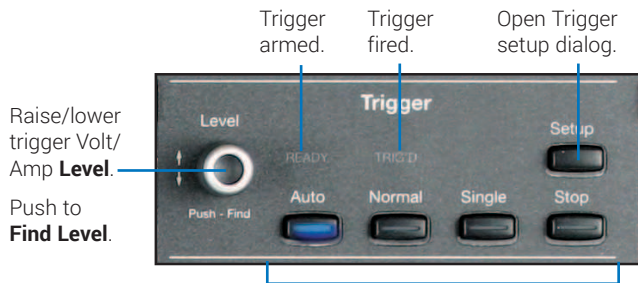 Trigger
armed.
Trigger
fired.
Open Trigger
setup dialog.
Raise/lower
trigger Volt/
Amp Level.
Push to
Find Level.
Trigger
Level
Setup
READY
TRIG'D
Auto
Normal
Single
Stop
Push - Find